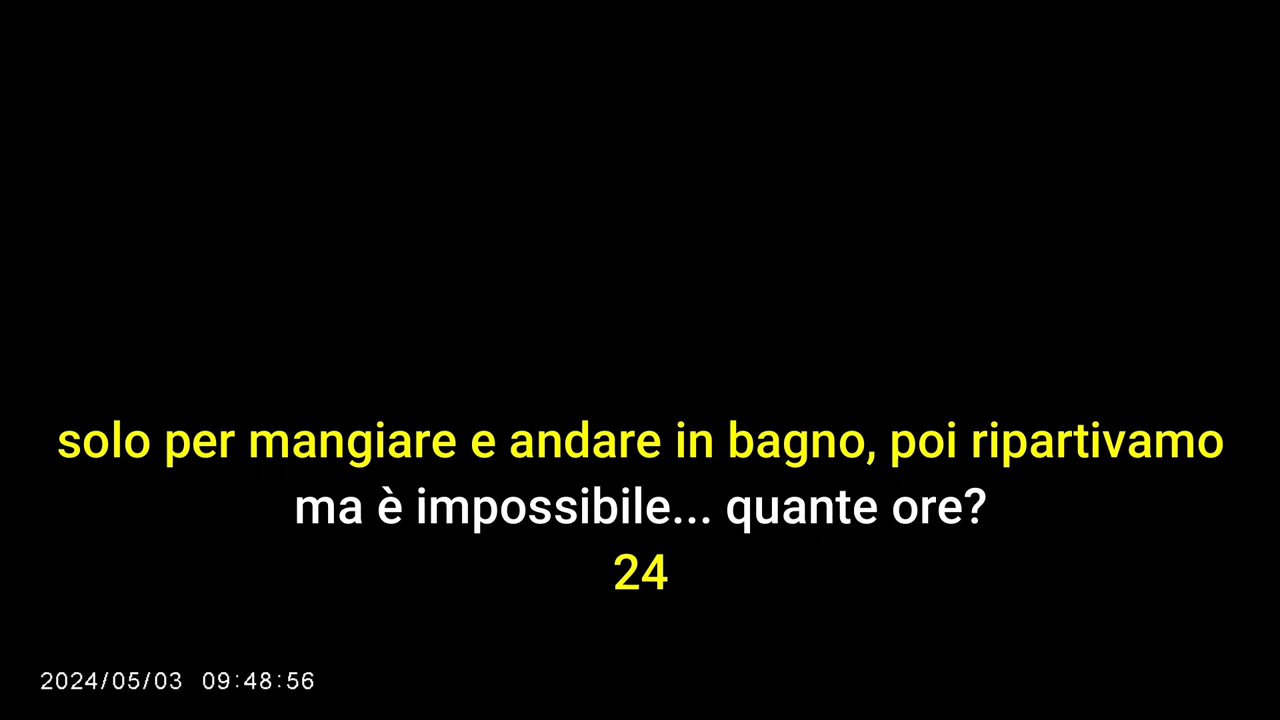 solo per mangiare e andare in bagno, poi ripartivamo
ma è impossibile... quante ore?
24
2024/05/03 09:48:56